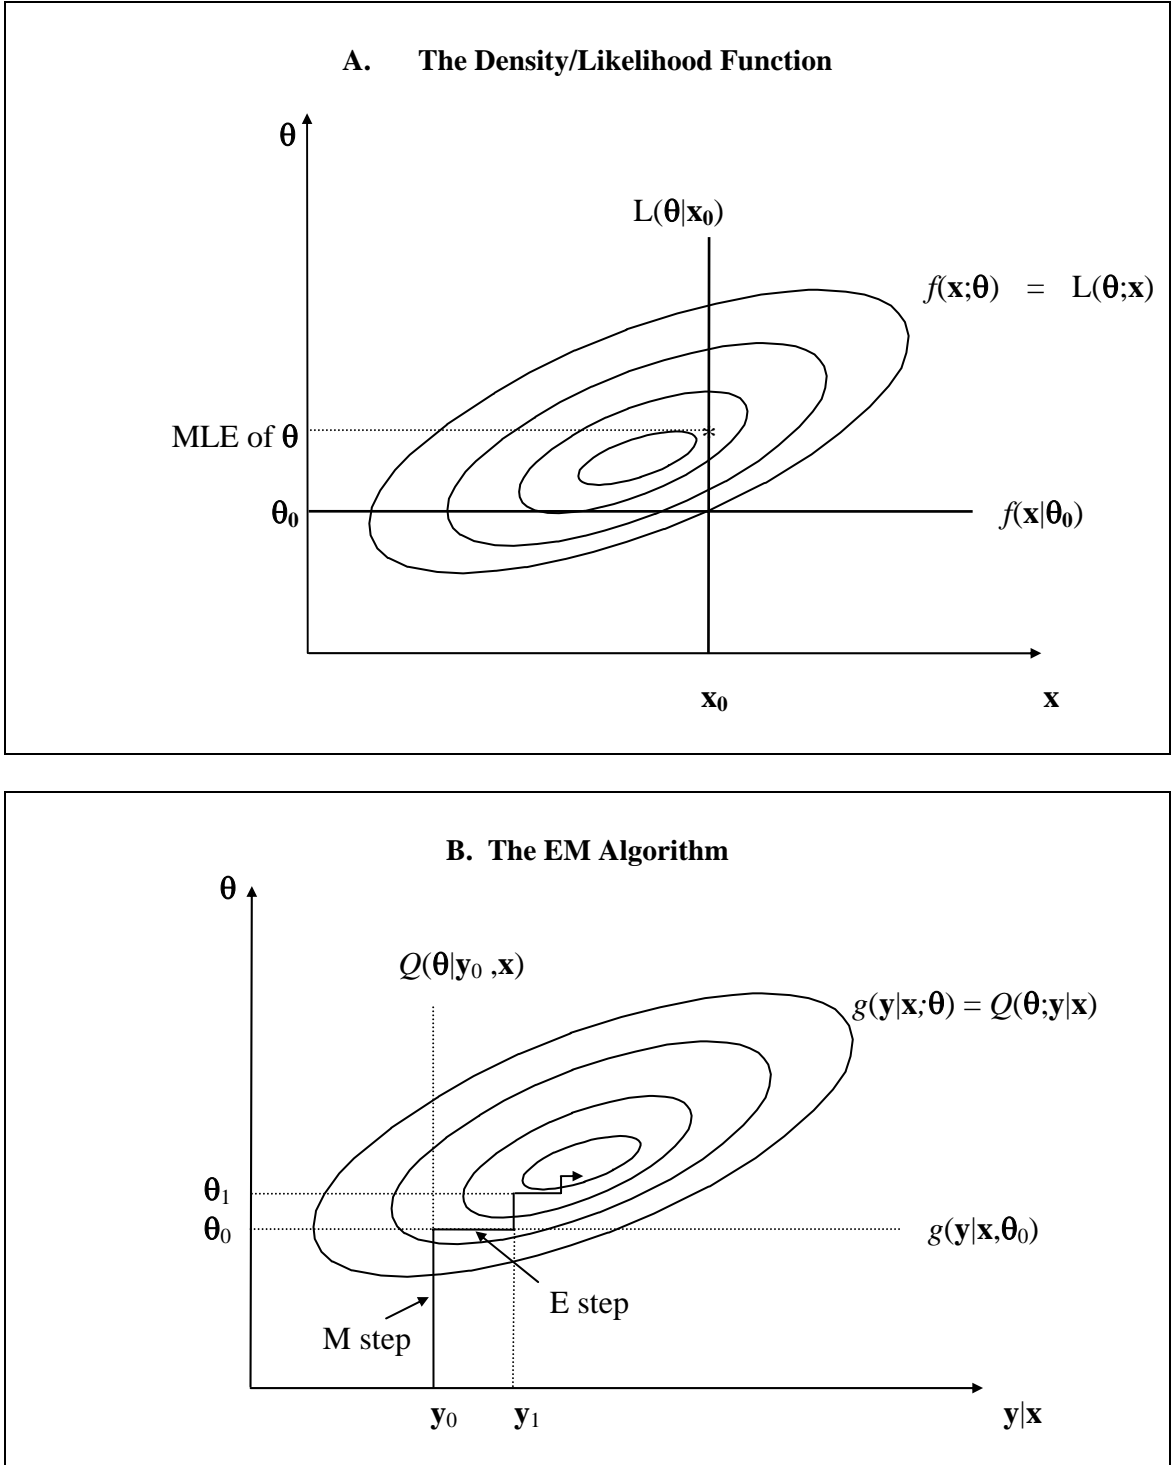 A. The Density/Likelihood Function
θ
L(θ|x₀)
f(x;θ) = L(θ;x)
MLE of θ
θ₀
f(x|θ₀)
x₀
x
B. The EM Algorithm
θ
Q(θ|y₀ ,x)
g(y|x;θ) = Q(θ;y|x)
θ₁
θ₀
g(y|x,θ₀)
E step
M step
y₀
y₁
y|x